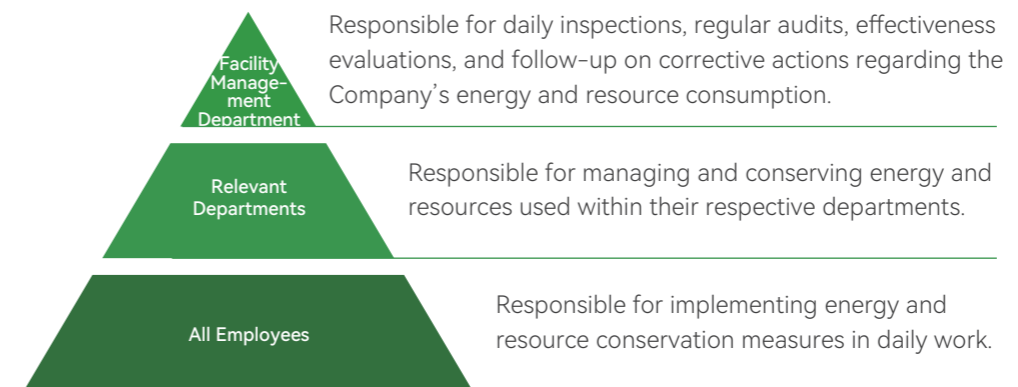 Facility
Manage-
ment
Department
Responsible for daily inspections, regular audits, effectiveness
evaluations, and follow-up on corrective actions regarding the
Company's energy and resource consumption.
Relevant
Departments
Responsible for managing and conserving energy and
resources used within their respective departments.
All Employees
Responsible for implementing energy and
resource conservation measures in daily work.